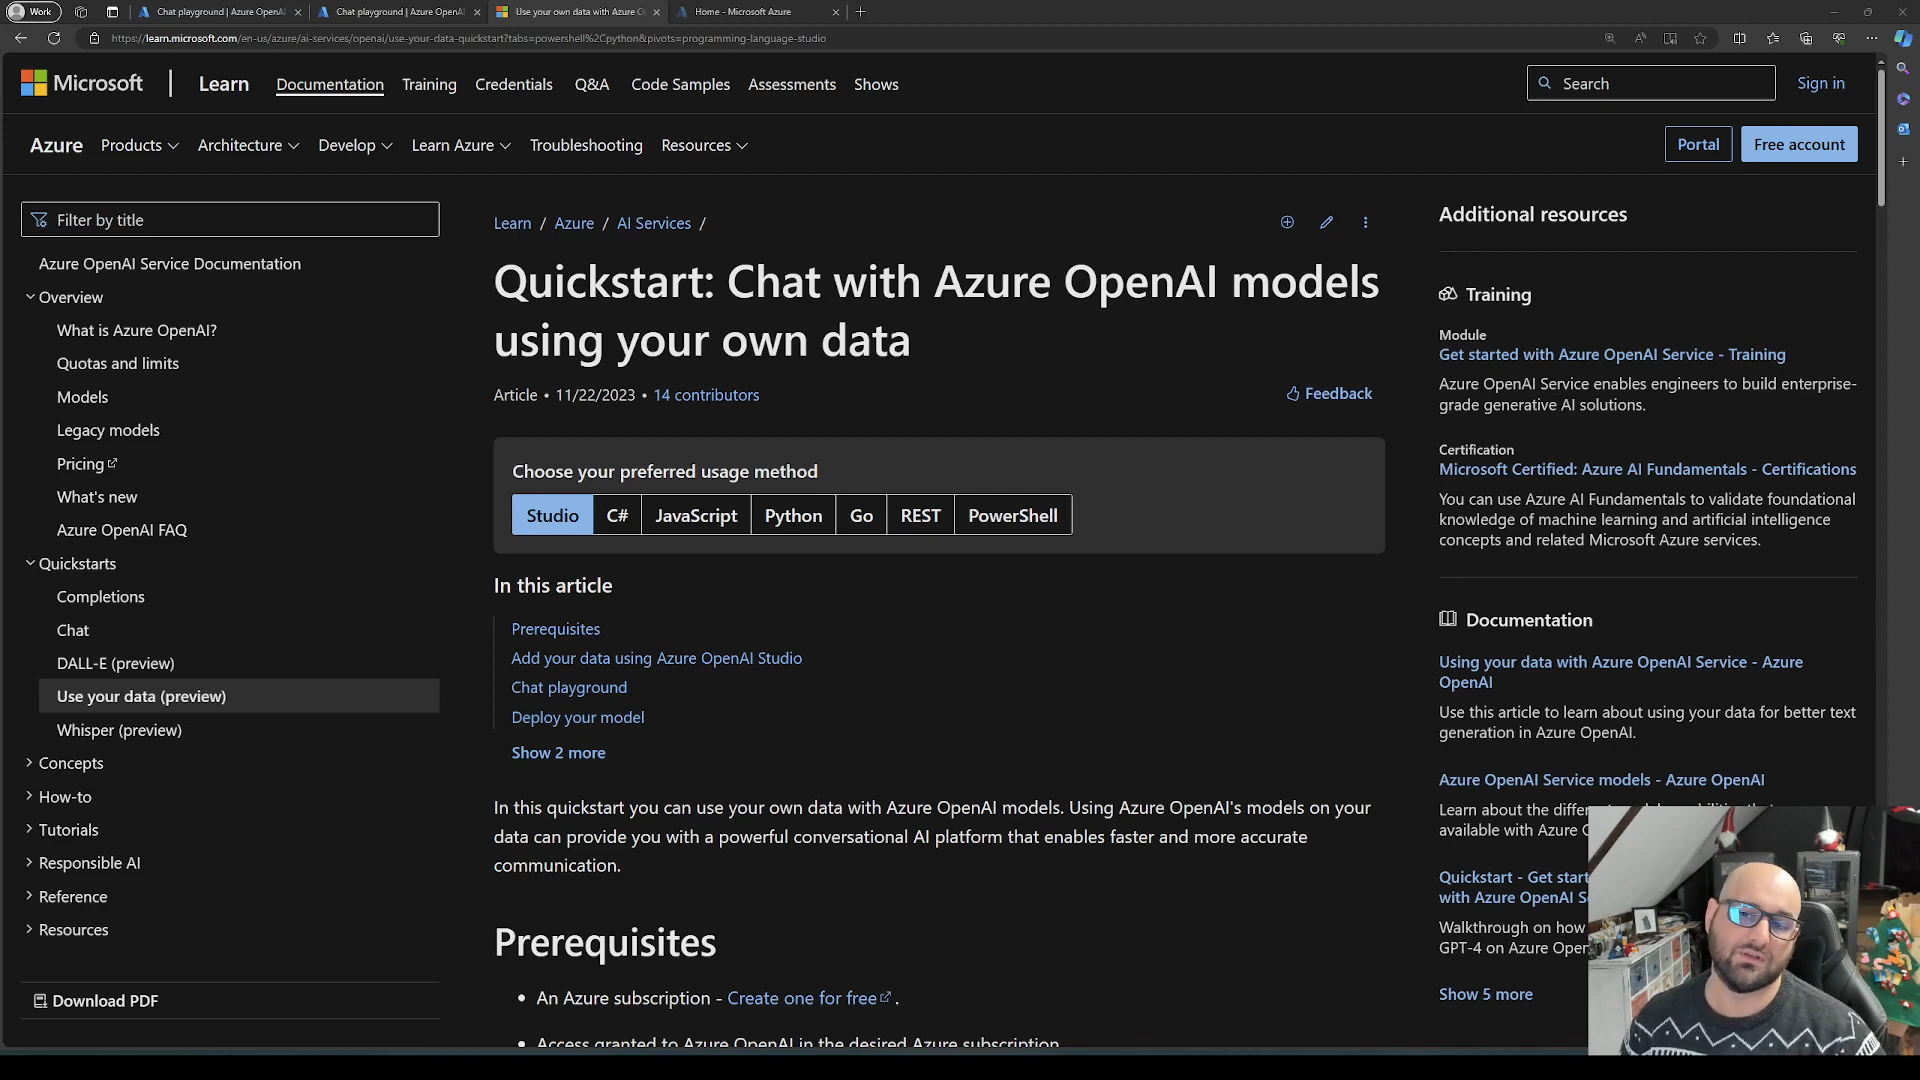 Work
Chat playground | Azure OpenAI
Chat playground | Azure OpenAI
Use your own data with Azure O
Home - Microsoft Azure
https://learn.microsoft.com/en-us/azure/ai-services/openai/use-your-data-quickstart?tabs=powershell%2Cpython&pivots=programming-language-studio
Microsoft
Learn
Documentation
Training
Credentials
Q&A
Code Samples
Assessments
Shows
Search
Sign in
Azure
Products
Architecture
Develop
Learn Azure
Troubleshooting
Resources
Portal
Free account
Filter by title
Azure OpenAI Service Documentation
Overview
What is Azure OpenAI?
Quotas and limits
Models
Legacy models
Pricing
What's new
Azure OpenAI FAQ
Quickstarts
Completions
Chat
DALL-E (preview)
Use your data (preview)
Whisper (preview)
Concepts
How-to
Tutorials
Responsible AI
Reference
Resources
Download PDF
Learn / Azure / AI Services /
Quickstart: Chat with Azure OpenAI models
using your own data
Article • 11/22/2023 • 14 contributors
Feedback
Choose your preferred usage method
Studio
C#
JavaScript
Python
Go
REST
PowerShell
In this article
Prerequisites
Add your data using Azure OpenAI Studio
Chat playground
Deploy your model
Show 2 more
In this quickstart you can use your own data with Azure OpenAI models. Using Azure OpenAI's models on your
data can provide you with a powerful conversational AI platform that enables faster and more accurate
communication.
Prerequisites
• An Azure subscription - Create one for free .
• Access granted to Azure OpenAI in the desired Azure subscription
Additional resources
Training
Module
Get started with Azure OpenAI Service - Training
Azure OpenAI Service enables engineers to build enterprise-
grade generative AI solutions.
Certification
Microsoft Certified: Azure AI Fundamentals - Certifications
You can use Azure AI Fundamentals to validate foundational
knowledge of machine learning and artificial intelligence
concepts and related Microsoft Azure services.
Documentation
Using your data with Azure OpenAI Service - Azure
OpenAI
Use this article to learn about using your data for better text
generation in Azure OpenAI.
Azure OpenAI Service models - Azure OpenAI
Learn about the
available with Azure
Quickstart - Get
with Azure OpenAI
Walkthrough on how
GPT-4 on Azure
Show 5 more